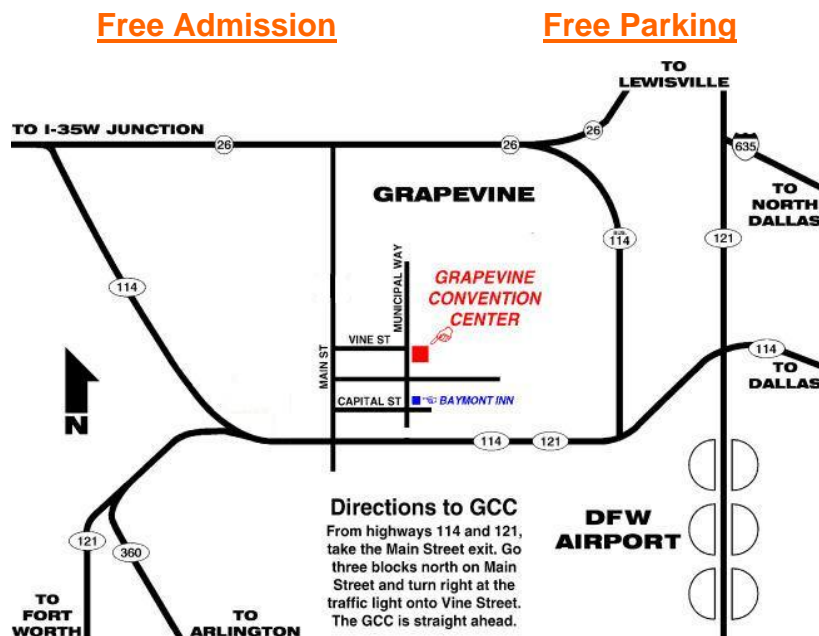 Free Admission
Free Parking
TO
LEWISVILLE
TO I-35W JUNCTION
26
26
26
635
TO
NORTH
DALLAS
GRAPEVINE
BUS.
114
121
114
MUNICIPAL WAY
GRAPEVINE
CONVENTION
CENTER
VINE ST
MAIN ST
114
TO
DALLAS
CAPITAL ST
BAYMONT INN
N
114
121
Directions to GCC
From highways 114 and 121,
take the Main Street exit. Go
three blocks north on Main
Street and turn right at the
traffic light onto Vine Street.
The GCC is straight ahead.
DFW
AIRPORT
121
360
TO
FORT
WORTH
TO
ARLINGTON